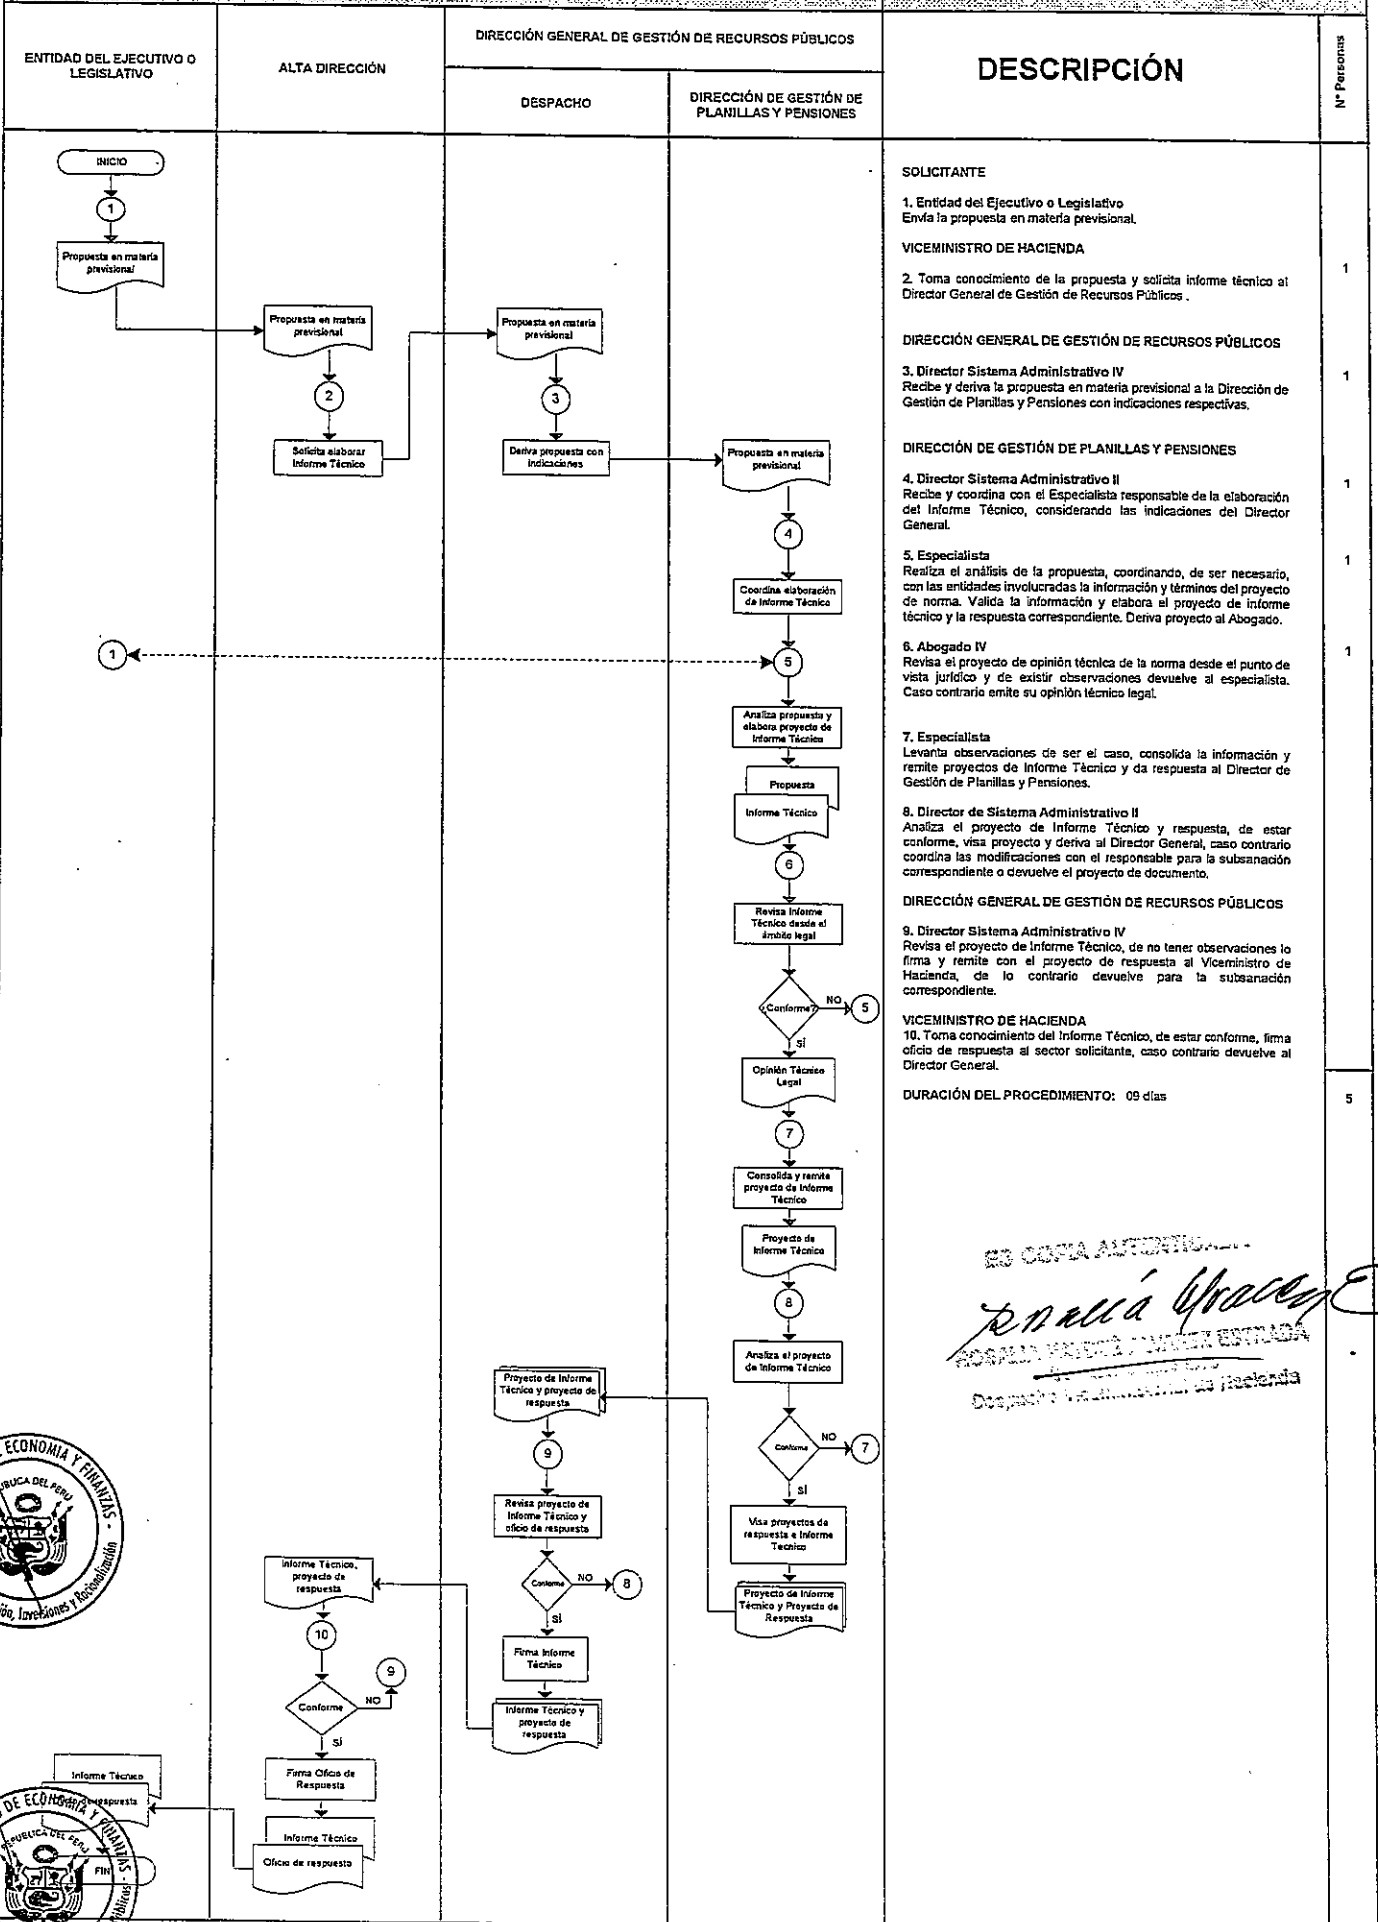 ENTIDAD DEL EJECUTIVO O
LEGISLATIVO
ALTA DIRECCIÓN
DIRECCIÓN GENERAL DE GESTIÓN DE RECURSOS PÚBLICOS
DESPACHO
DIRECCIÓN DE GESTIÓN DE
PLANILLAS Y PENSIONES
DESCRIPCIÓN
N° Personas
INICIO
1
Propuesta en materia
previsional
Propuesta en materia
previsional
2
Solicita elaborar
Informe Técnico
Propuesta en materia
previsional
3
Deriva propuesta con
indicaciones
Propuesta en materia
previsional
4
Coordina elaboración
de Informe Técnico
1
5
Analiza propuesta y
elabora proyecto de
Informe Técnico
Propuesta
Informe Técnico
6
Revisa Informe
Técnico desde el
ámbito legal
¿Conforme?
NO
5
sí
Opinión Técnico
Legal
7
Consolida y remite
proyecto de Informe
Técnico
Proyecto de
Informe Técnico
8
Analiza el proyecto
de Informe Técnico
Conforme
NO
7
sí
Visa proyectos de
respuesta e Informe
Tecnico
Proyecto de Informe
Técnico y Proyecto de
Respuesta
Proyecto de Informe
Técnico y proyecto de
respuesta
9
Revisa proyecto de
Informe Técnico y
oficio de respuesta
Conforme
NO
8
sí
Firma Informe
Técnico
Informe Técnico y
proyecto de
respuesta
Informe Técnico,
proyecto de
respuesta
10
9
Conforme
NO
sí
Firma Oficio de
Respuesta
Informe Técnico
Oficio de respuesta
Informe Técnico
respuesta
FIN
SOLICITANTE
1. Entidad del Ejecutivo o Legislativo
Envía la propuesta en materia previsional.
VICEMINISTRO DE HACIENDA
1
2. Toma conocimiento de la propuesta y solicita informe técnico al
Director General de Gestión de Recursos Públicos .
DIRECCIÓN GENERAL DE GESTIÓN DE RECURSOS PÚBLICOS
3. Director Sistema Administrativo IV
1
Recibe y deriva la propuesta en materia previsional a la Dirección de
Gestión de Planillas y Pensiones con indicaciones respectivas.
DIRECCIÓN DE GESTIÓN DE PLANILLAS Y PENSIONES
4. Director Sistema Administrativo II
1
Recibe y coordina con el Especialista responsable de la elaboración
del Informe Técnico, considerando las indicaciones del Director
General.
5. Especialista
1
Realiza el análisis de la propuesta, coordinando, de ser necesario,
con las entidades involucradas la información y términos del proyecto
de norma. Valida la información y elabora el proyecto de informe
técnico y la respuesta correspondiente. Deriva proyecto al Abogado.
6. Abogado IV
1
Revisa el proyecto de opinión técnica de la norma desde el punto de
vista jurídico y de existir observaciones devuelve al especialista.
Caso contrario emite su opinión técnico legal.
7. Especialista
Levanta observaciones de ser el caso, consolida la información y
remite proyectos de Informe Técnico y da respuesta al Director de
Gestión de Planillas y Pensiones.
8. Director de Sistema Administrativo II
Analiza el proyecto de Informe Técnico y respuesta, de estar
conforme, visa proyecto y deriva al Director General, caso contrario
coordina las modificaciones con el responsable para la subsanación
correspondiente o devuelve el proyecto de documento.
DIRECCIÓN GENERAL DE GESTIÓN DE RECURSOS PÚBLICOS
9. Director Sistema Administrativo IV
Revisa el proyecto de Informe Técnico, de no tener observaciones lo
firma y remite con el proyecto de respuesta al Viceministro de
Hacienda, de lo contrario devuelve para la subsanación
correspondiente.
VICEMINISTRO DE HACIENDA
10. Toma conocimiento del Informe Técnico, de estar conforme, firma
oficio de respuesta al sector solicitante, caso contrario devuelve al
Director General.
DURACIÓN DEL PROCEDIMIENTO: 09 días
5
ES COPIA
ESTRADA
de Hacienda
ECONOMIA Y FINANZAS -
DEL PERÚ
Inversiones y Racionalización
DE ECONOMIA Y FINANZAS -
REPUBLICA DEL PERU